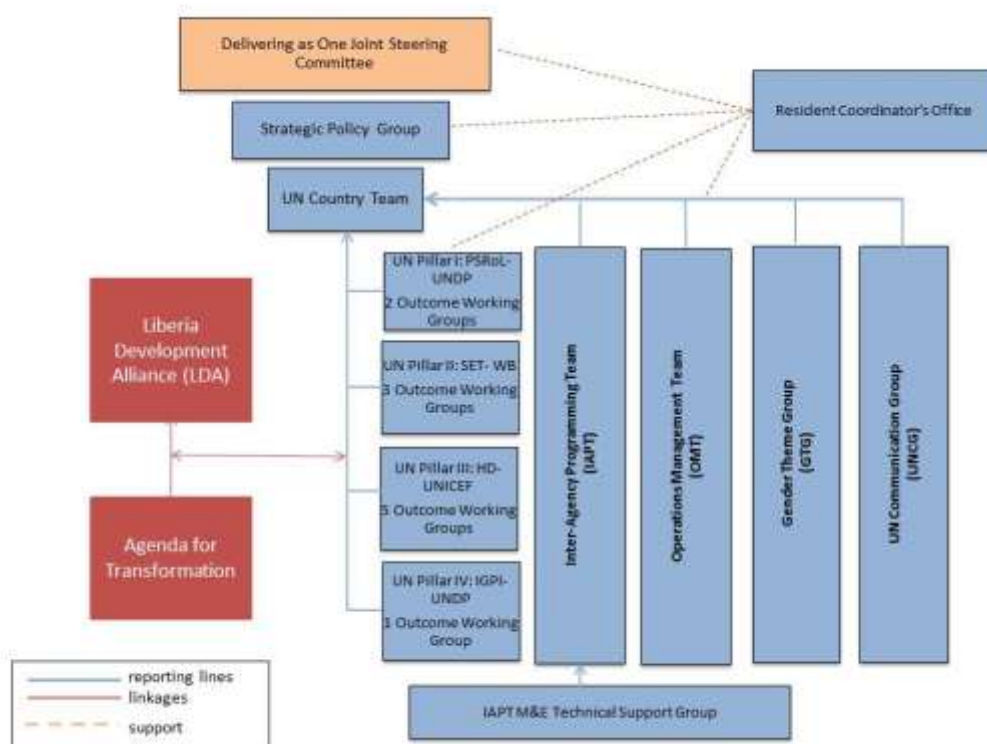 Delivering as One Joint Steering
Committee
Resident Coordinator's Office
Strategic Policy Group
UN Country Team
UN Pillar I: PSRoL-
UNDP
2 Outcome Working
Groups
UN Pillar II: SET- WB
3 Outcome Working
Groups
UN Pillar III: HD-
UNICEF
Outcome Working
Groups
UN Pillar IV: IGPI-
UNDP
1 Outcome Working
Group
Liberia
Development
Alliance (LDA)
Agenda for
Transformation
Inter-Agency Programming Team
(IAPT)
Operations Management Team
(OMT)
Gender Theme Group
(GTG)
UN Communication Group
(UNCG)
IAPT M&E Technical Support Group
reporting lines
linkages
support